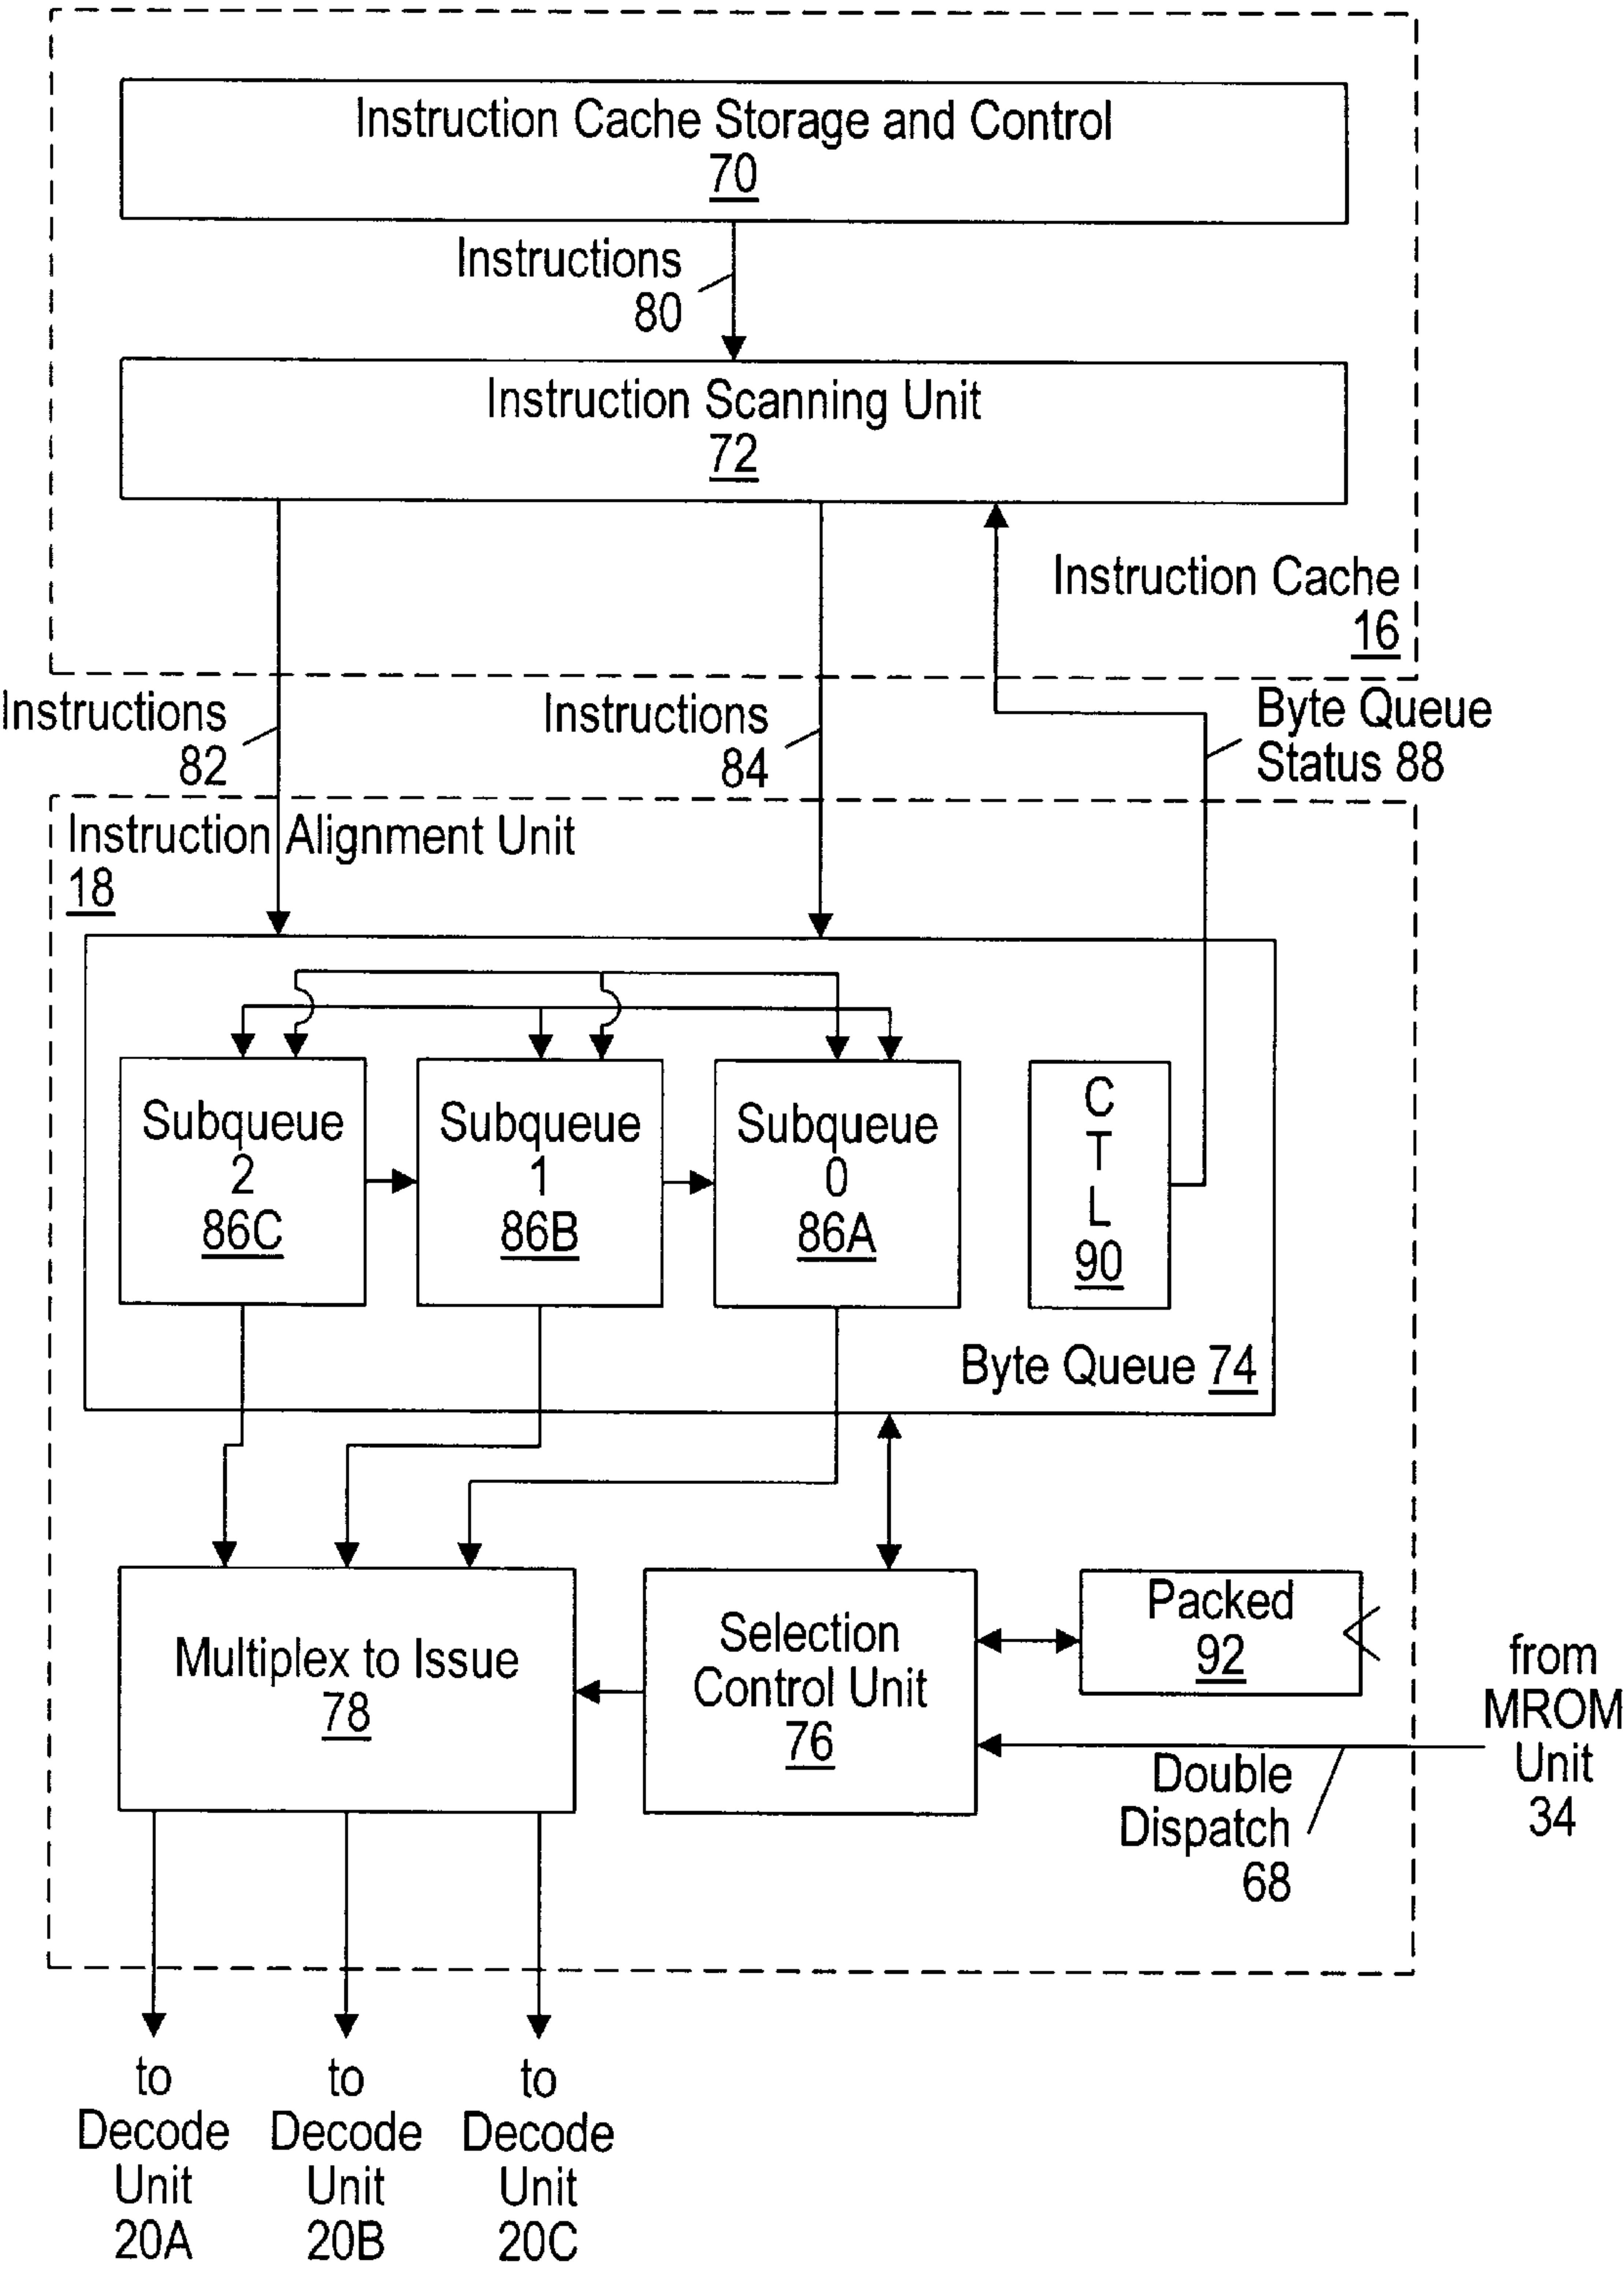 Instruction Cache Storage and Control
70
Instructions
80
Instruction Scanning Unit
72
Instruction Cache
16
Instructions
82
Instructions
84
Byte Queue
Status 88
Instruction Alignment Unit
18
Subqueue
2
86C
Subqueue
1
86B
Subqueue
0
86A
C
T
L
90
Byte Queue 74
Multiplex to Issue
78
Selection
Control Unit
76
Packed
92
from
MROM
Unit
34
Double
Dispatch
68
to
Decode
Unit
20A
to
Decode
Unit
20B
to
Decode
Unit
20C